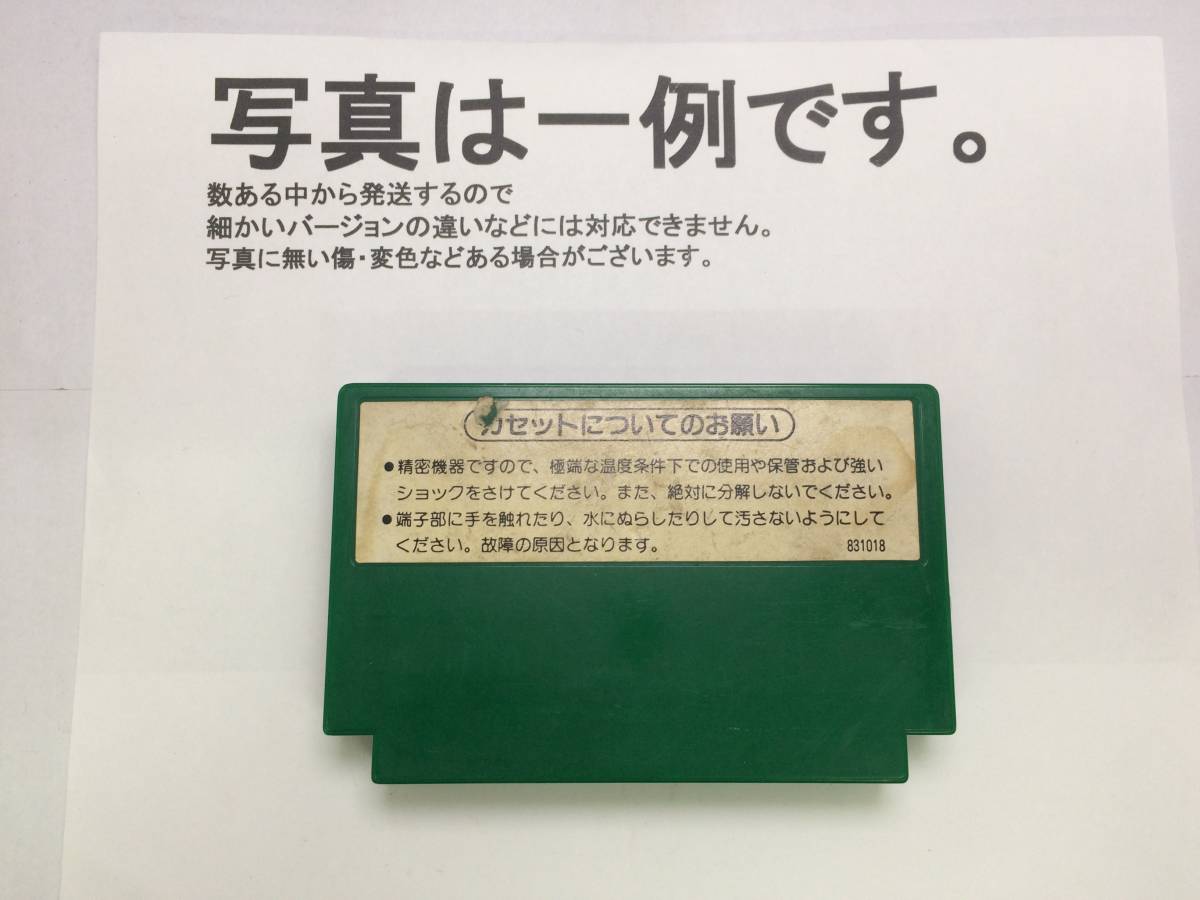 写真は一例です。
数ある中から発送するので
細かいバージョンの違いなどには対応できません。
写真に無い傷・変色などある場合がございます。
カセットについてのお願い
●精密機器ですので、極端な温度条件下での使用や保管および強い
ショックをさけてください。また、絶対に分解しないでください。
●端子部に手を触れたり、水にぬらしたりして汚さないようにして
ください。故障の原因となります。 831018